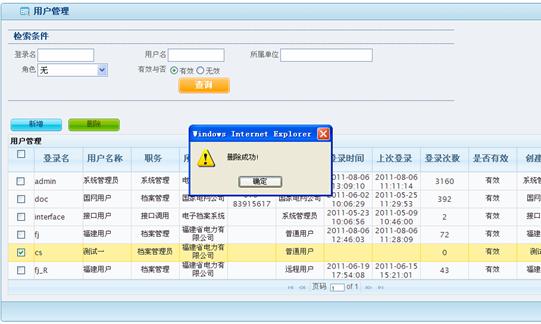 用户管理
检索条件
登录名 用户名 所属单位
角色 无 有效与否 有效 无效
查询
新增 删除
用户管理
Windows Internet Explorer
删除成功!
确定
登录名 用户名称 职务 登录时间 上次登录 登录次数 是否有效 创建
admin 系统管理员 系统管理 2011-08-06 13:09:10 2011-08-06 11:11:14 3160 有效 系统
doc 国网用户 档案管理 国家电网公司 83915617 国家电网公司 2011-06-02 10:06:29 2011-05-23 11:29:53 392 有效
interface 接口用户 接口调用 电子档案系统 系统管理员 2011-05-23 10:06:56 2011-05-09 10:46:00 2 有效
fj 福建用户 档案管理 福建省电力有限公司 普通用户 2011-08-06 12:46:03 2011-08-06 11:28:09 72 有效
cs 测试一 档案管理员 福建省电力有限公司 普通用户 0 有效
fj_R 福建用户 档案管理 福建省电力有限公司 远程用户 2011-06-19 17:54:08 2011-06-15 15:21:01 43 有效
页码 1 of 1